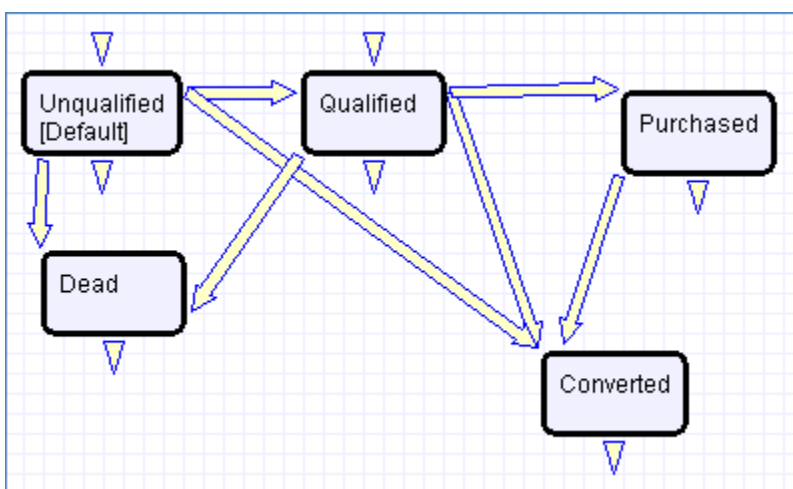 Unqualified
[Default]
Qualified
Purchased
Dead
Converted